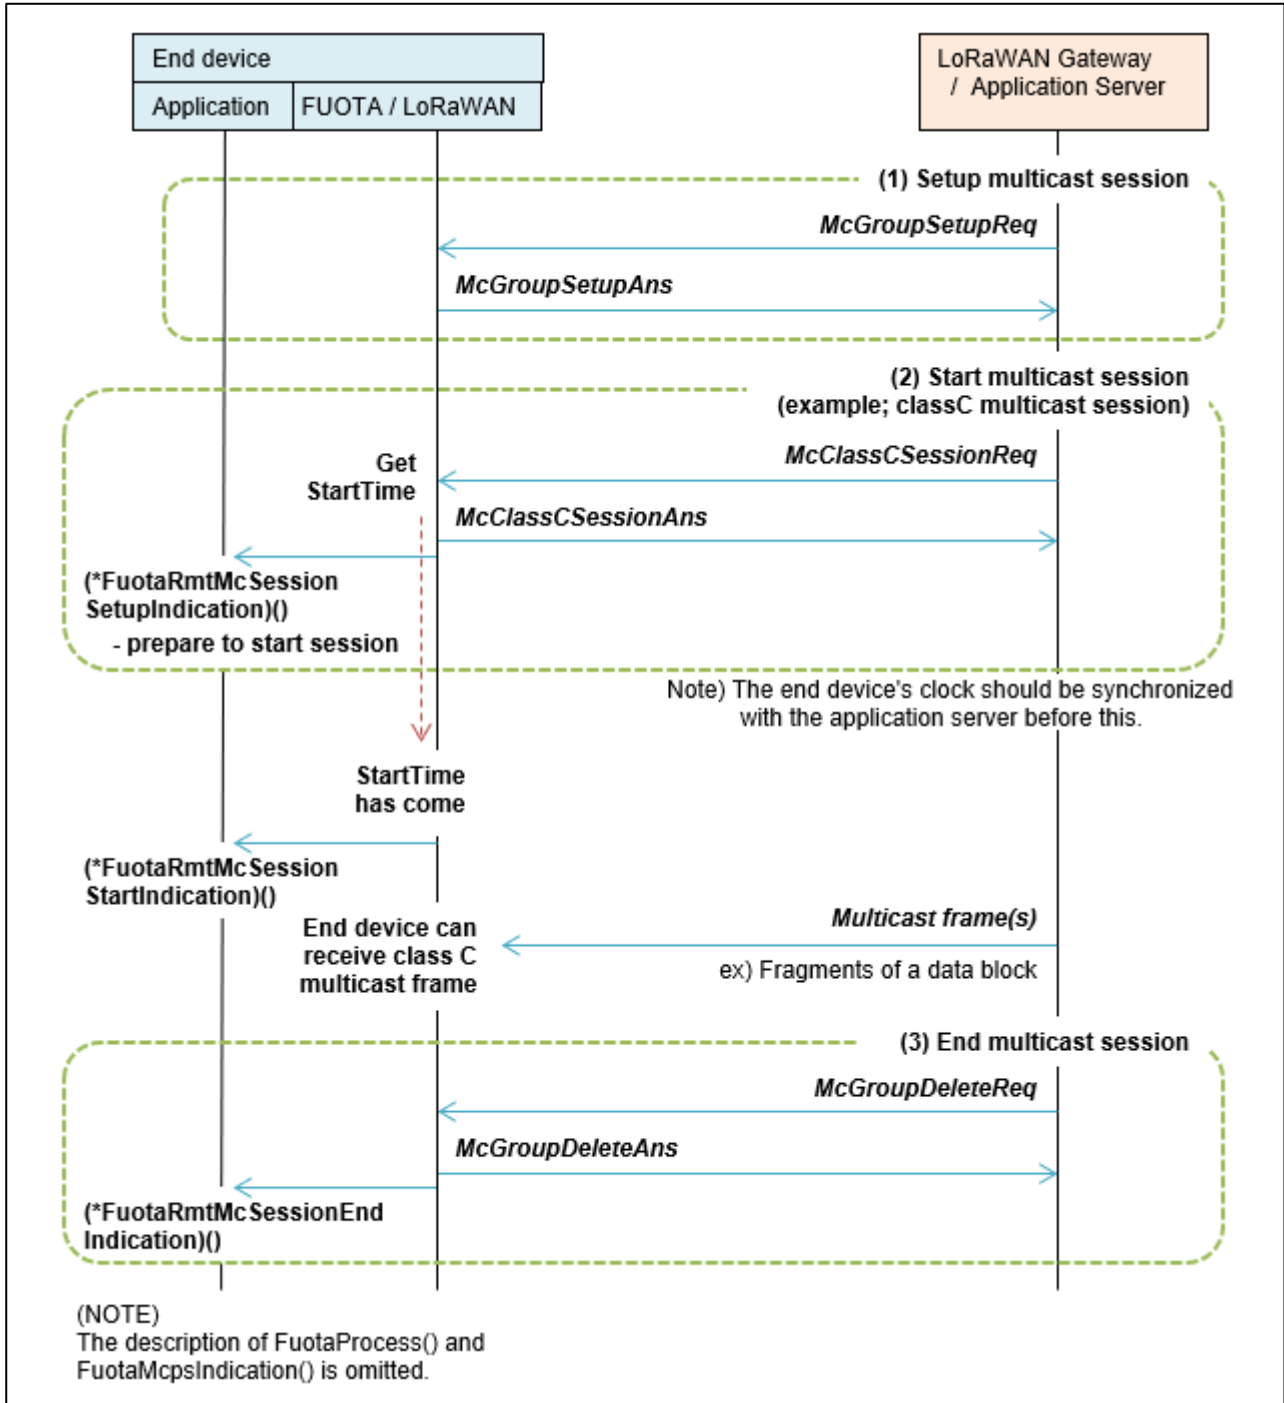 End device
LoRaWAN Gateway
/ Application Server
Application
FUOTA / LoRaWAN
(1) Setup multicast session
McGroupSetupReq
McGroupSetupAns
(2) Start multicast session
(example; classC multicast session)
McClassCSessionReq
Get
StartTime
McClassCSessionAns
(*FuotaRmtMcSession
SetupIndication)()
- prepare to start session
Note) The end device's clock should be synchronized
with the application server before this.
StartTime
has come
(*FuotaRmtMcSession
StartIndication)()
End device can
receive class C
multicast frame
Multicast frame(s)
ex) Fragments of a data block
(3) End multicast session
McGroupDeleteReq
McGroupDeleteAns
(*FuotaRmtMcSessionEnd
Indication)()
(NOTE)
The description of FuotaProcess() and
FuotaMcpsIndication() is omitted.